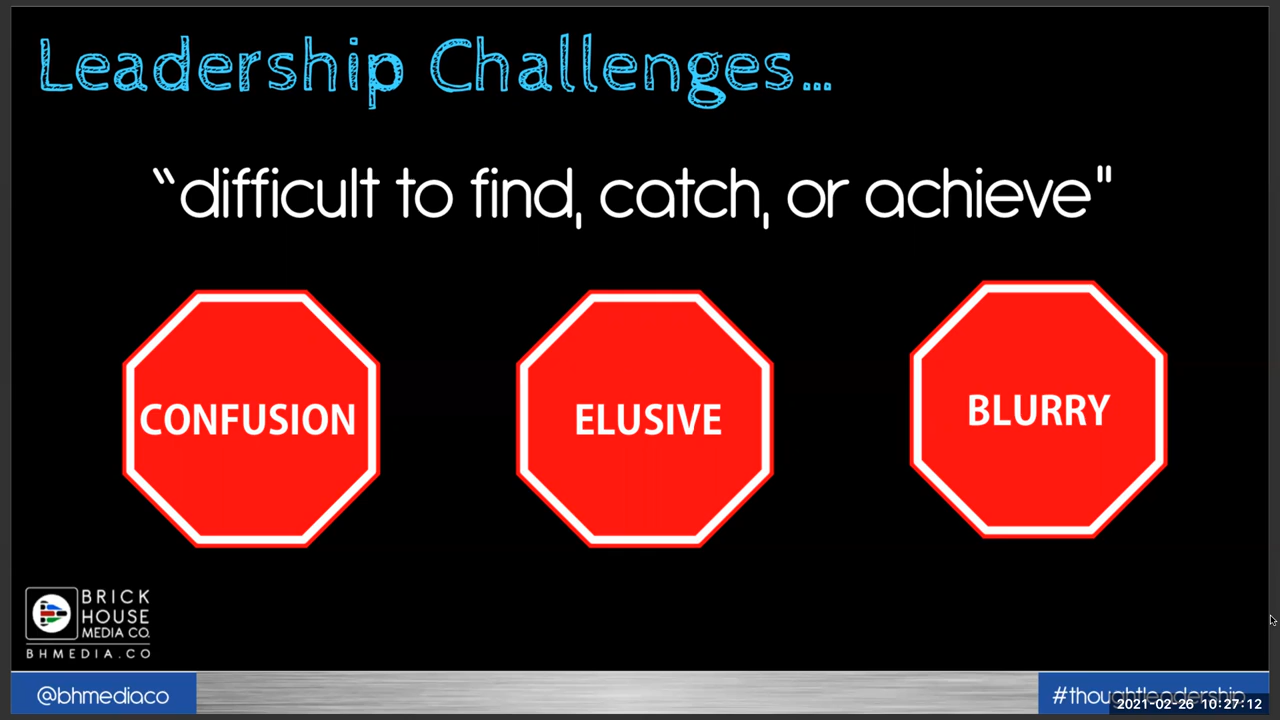 Leadership Challenges...
“difficult to find, catch, or achieve"
CONFUSION
ELUSIVE
BLURRY
BRICK
HOUSE
MEDIA CO.
BHMEDIA.CO
@bhmediaco
#thoughtleadership
2021-02-26 10:27:12